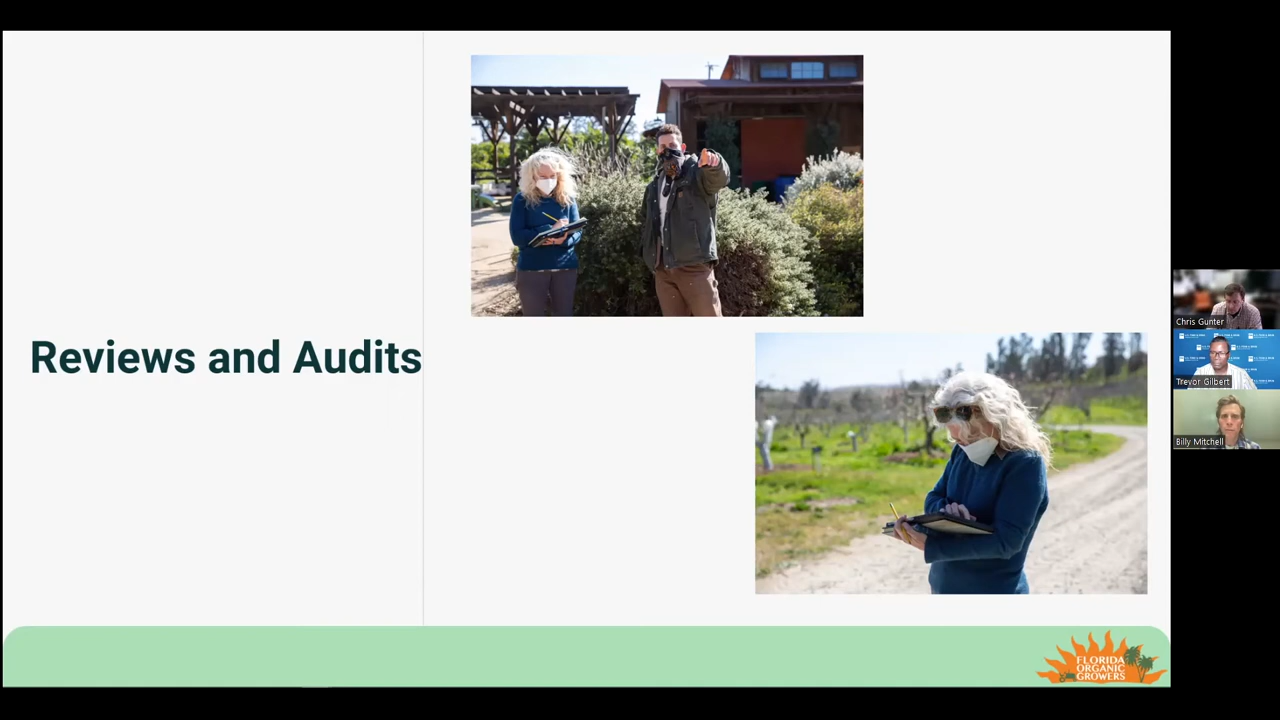 Reviews and Audits
Chris Gunter
Trevor Gilbert
Billy Mitchell
FLORIDA
ORGANIC
GROWERS